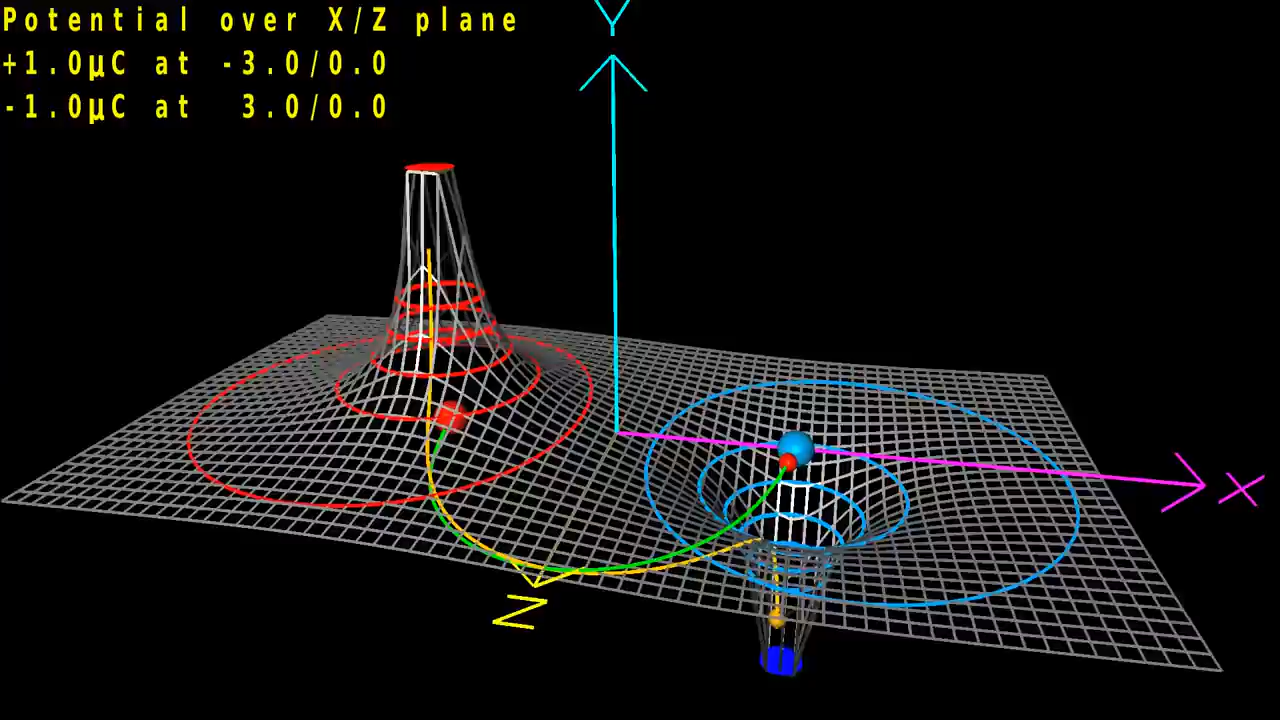 Potential over X/Z plane
+1.0µC at -3.0/0.0
-1.0µC at  3.0/0.0
Y
X
Z